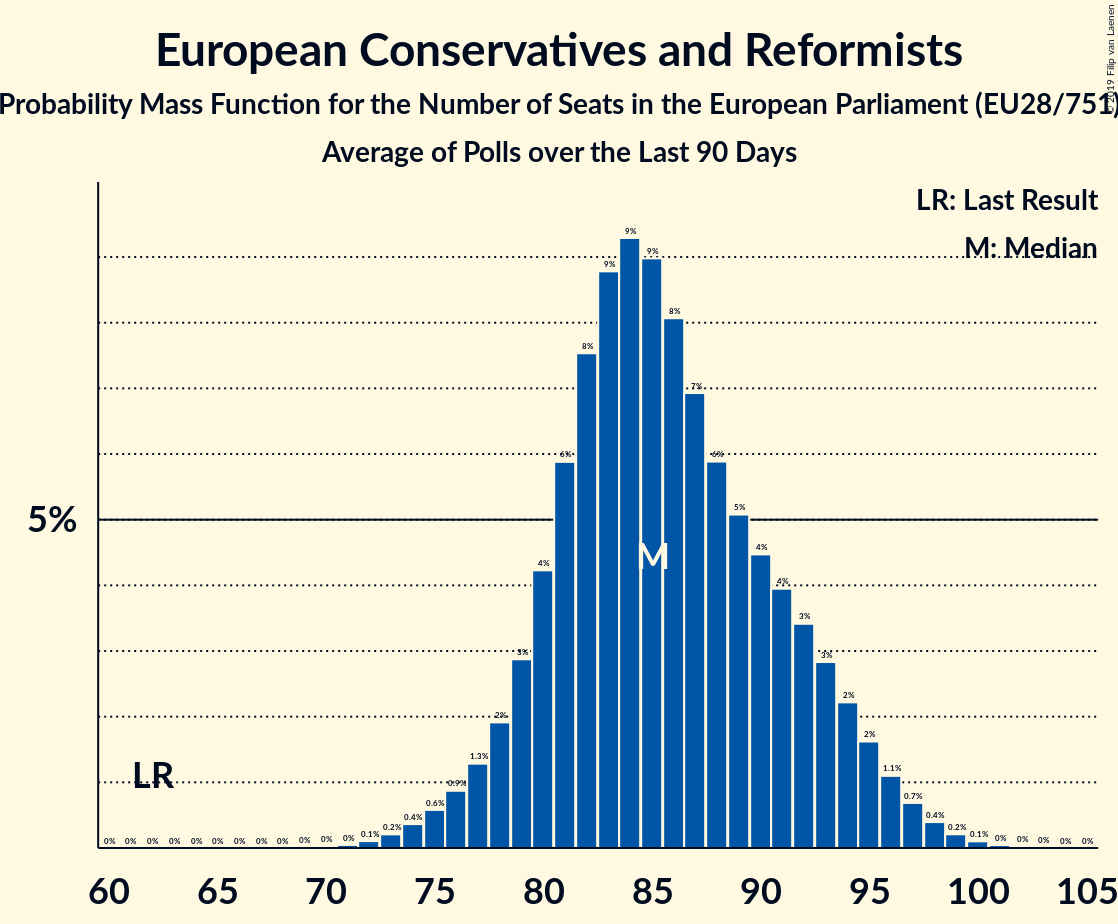 European Conservatives and Reformists
© 2019 Filip van Laenen
Probability Mass Function for the Number of Seats in the European Parliament (EU28/751)
Average of Polls over the Last 90 Days
LR: Last Result
M: Median
9%
9% 9%
8%
8%
7%
6% 6%
5%
5%
M
4% 4%
4%
3%
3% 3%
2%
2%
2%
1.3% 1.1%
LR
0.9%
0.6% 0.7%
0.4% 0.4%
0% 0% 0% 0% 0% 0% 0% 0% 0% 0% 0% 0% 0.1% 0.2% 0.2% 0.1% 0% 0% 0% 0% 0%
60 65 70 75 80 85 90 95 100 105